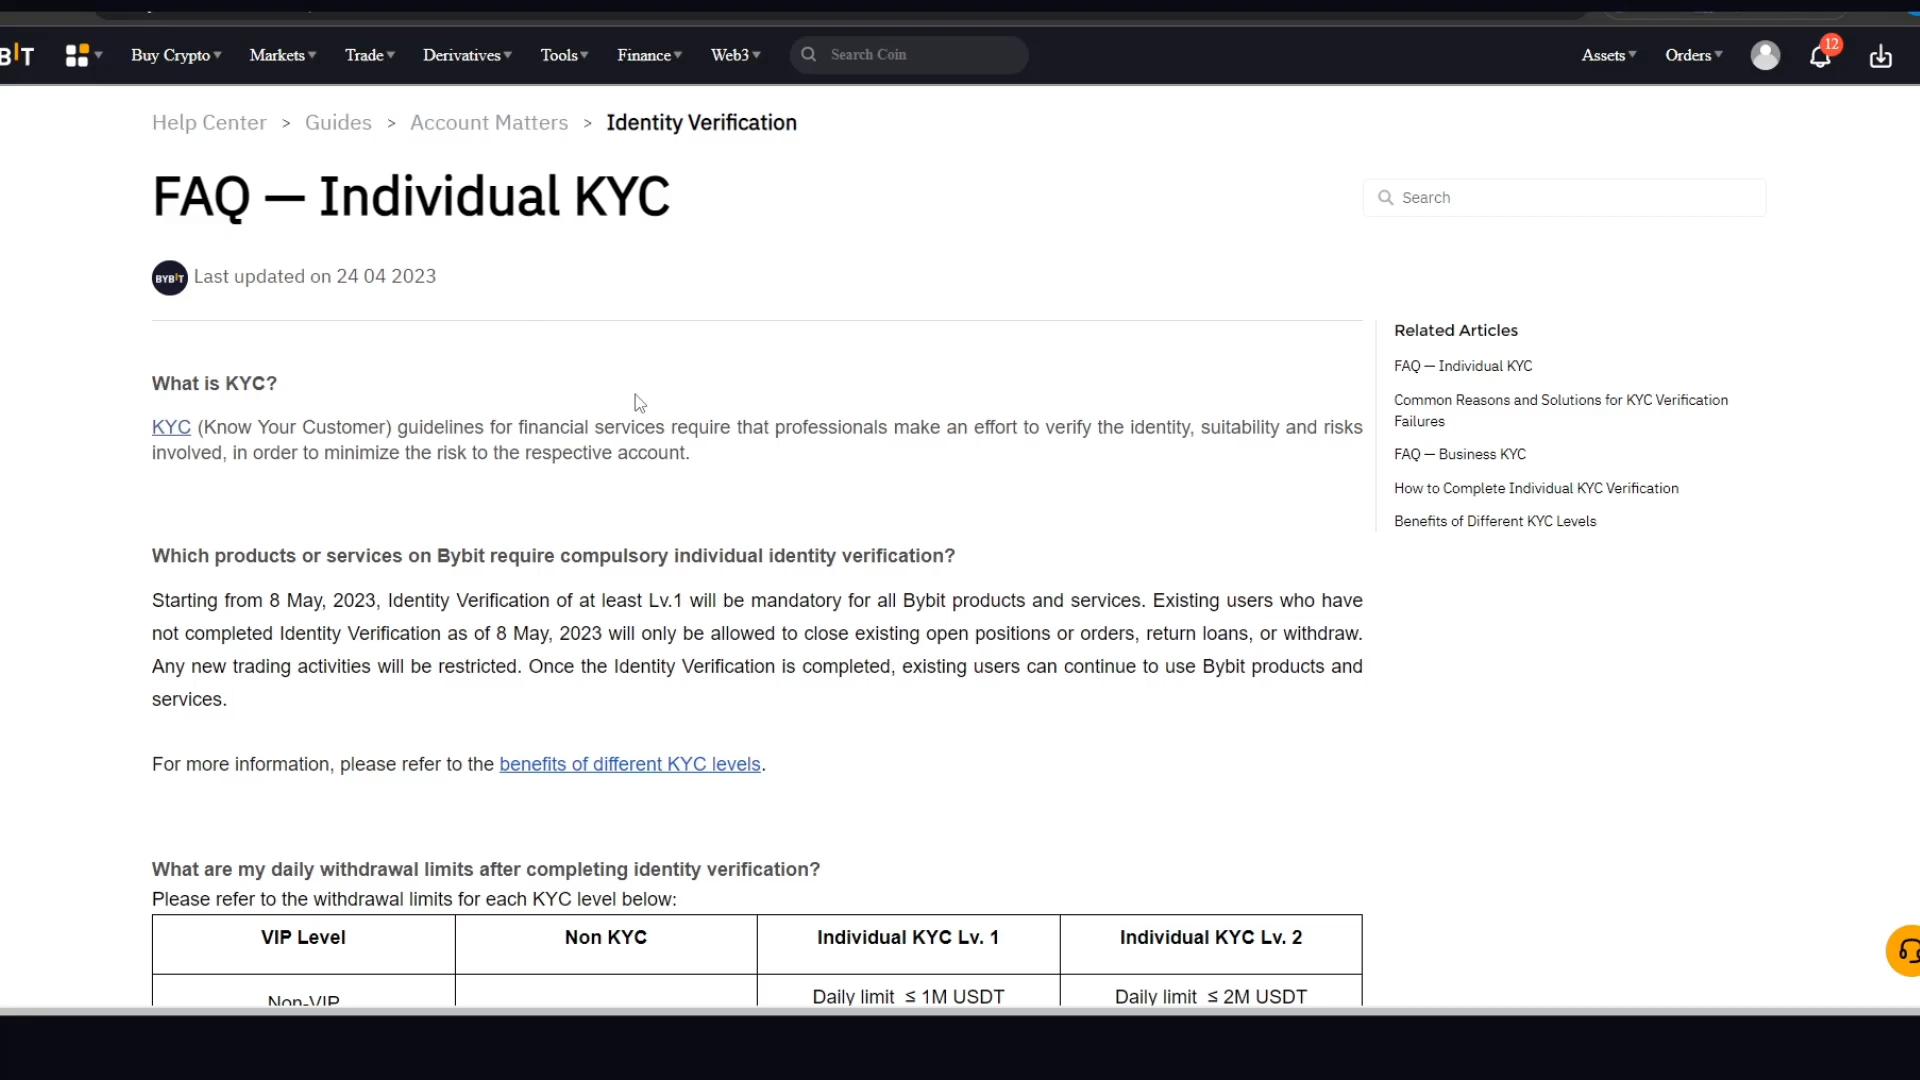 BIT
Buy Crypto Markets Trade Derivatives Tools Finance Web3 Search Coin Assets Orders 12
Help Center > Guides > Account Matters > Identity Verification
FAQ — Individual KYC
Search
BYBIT Last updated on 24 04 2023
What is KYC?
KYC (Know Your Customer) guidelines for financial services require that professionals make an effort to verify the identity, suitability and risks
involved, in order to minimize the risk to the respective account.
Which products or services on Bybit require compulsory individual identity verification?
Starting from 8 May, 2023, Identity Verification of at least Lv.1 will be mandatory for all Bybit products and services. Existing users who have
not completed Identity Verification as of 8 May, 2023 will only be allowed to close existing open positions or orders, return loans, or withdraw.
Any new trading activities will be restricted. Once the Identity Verification is completed, existing users can continue to use Bybit products and
services.
For more information, please refer to the benefits of different KYC levels.
What are my daily withdrawal limits after completing identity verification?
Please refer to the withdrawal limits for each KYC level below:
VIP Level Non KYC Individual KYC Lv. 1 Individual KYC Lv. 2
Non-VIP Daily limit ≤ 1M USDT Daily limit ≤ 2M USDT
Related Articles
FAQ — Individual KYC
Common Reasons and Solutions for KYC Verification
Failures
FAQ — Business KYC
How to Complete Individual KYC Verification
Benefits of Different KYC Levels